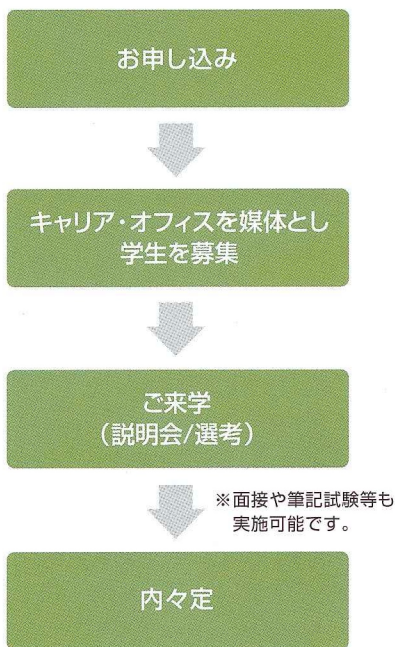 お申し込み
キャリア・オフィスを媒体とし
学生を募集
ご来学
（説明会/選考）
※面接や筆記試験等も
実施可能です。
内々定